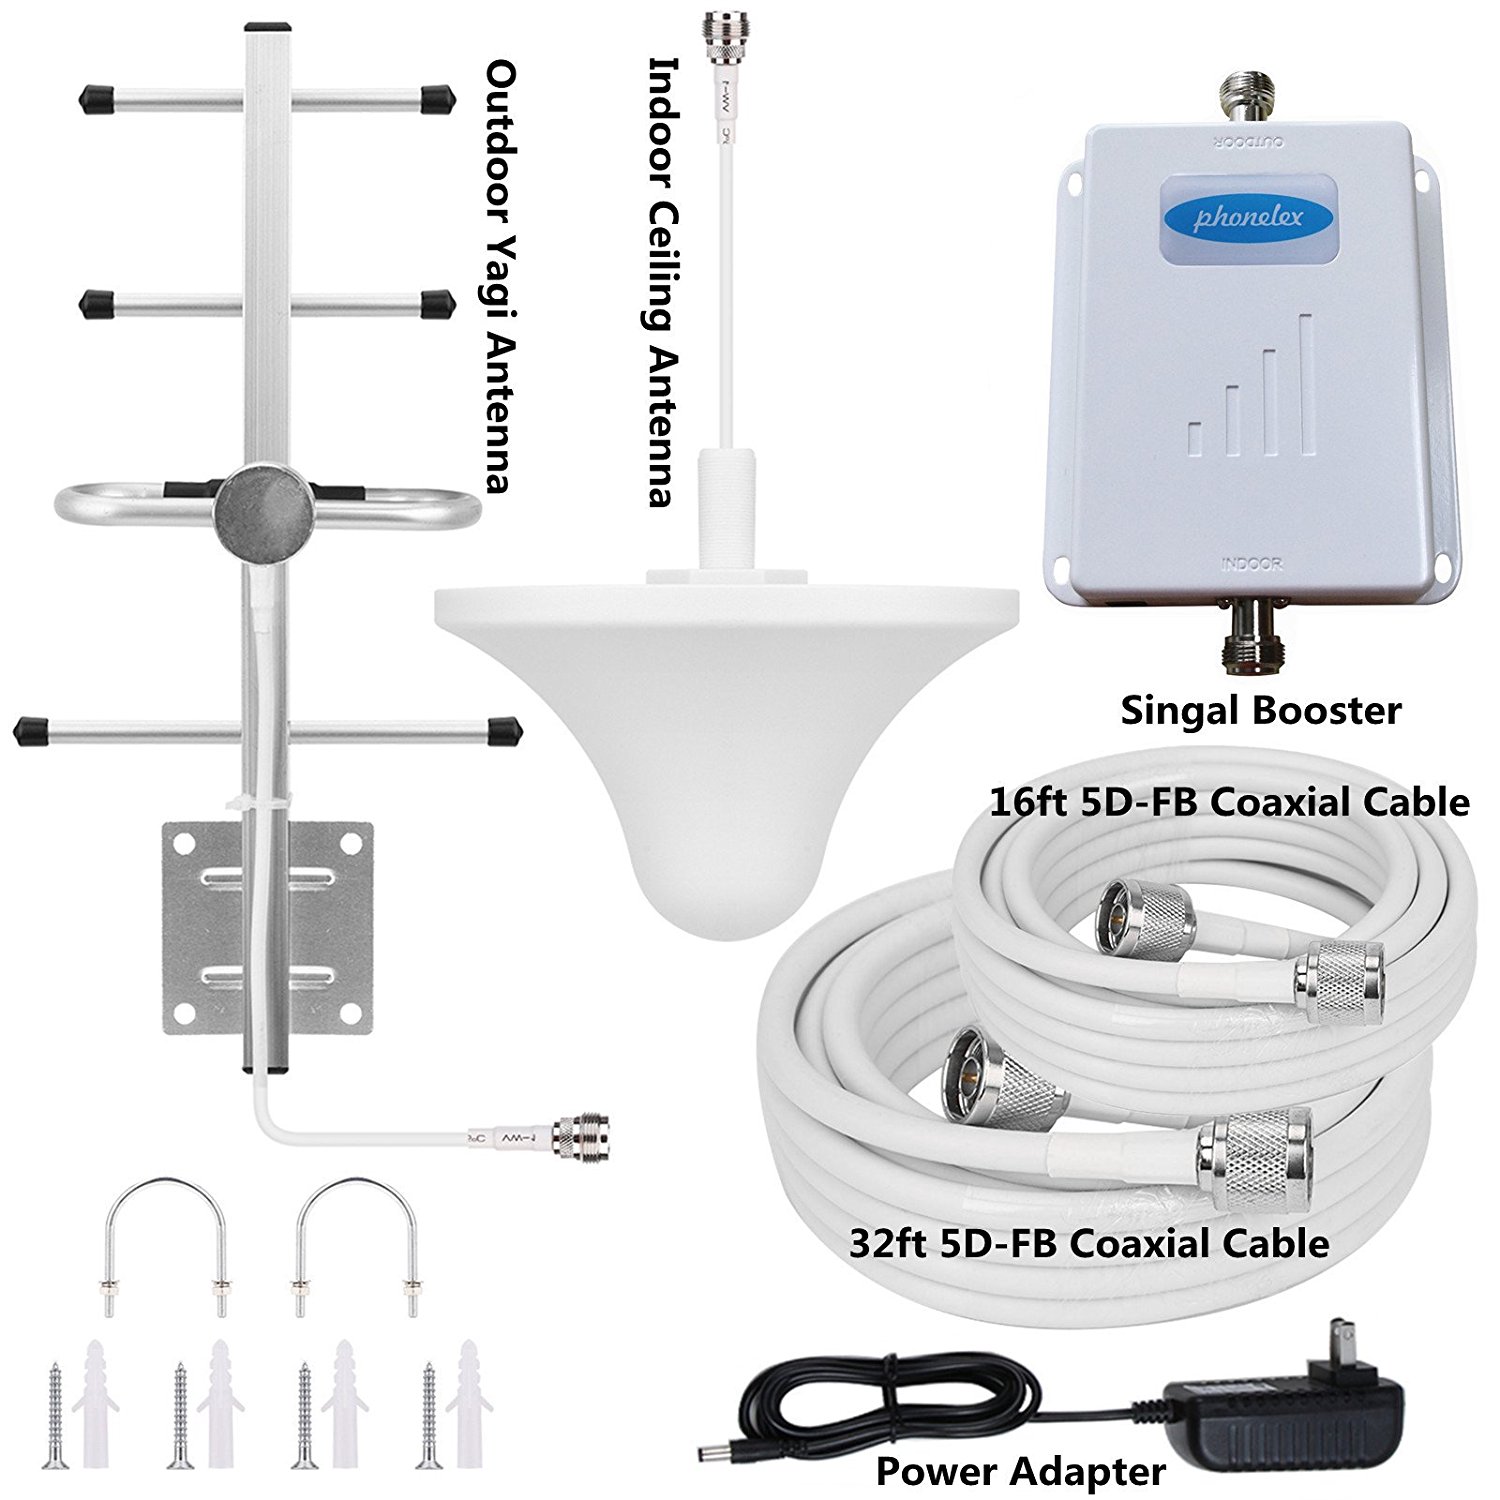 Outdoor Yagi Antenna
Indoor Ceiling Antenna
OUTDOOR
phonelex
INDOOR
Singal Booster
16ft 5D-FB Coaxial Cable
32ft 5D-FB Coaxial Cable
Power Adapter